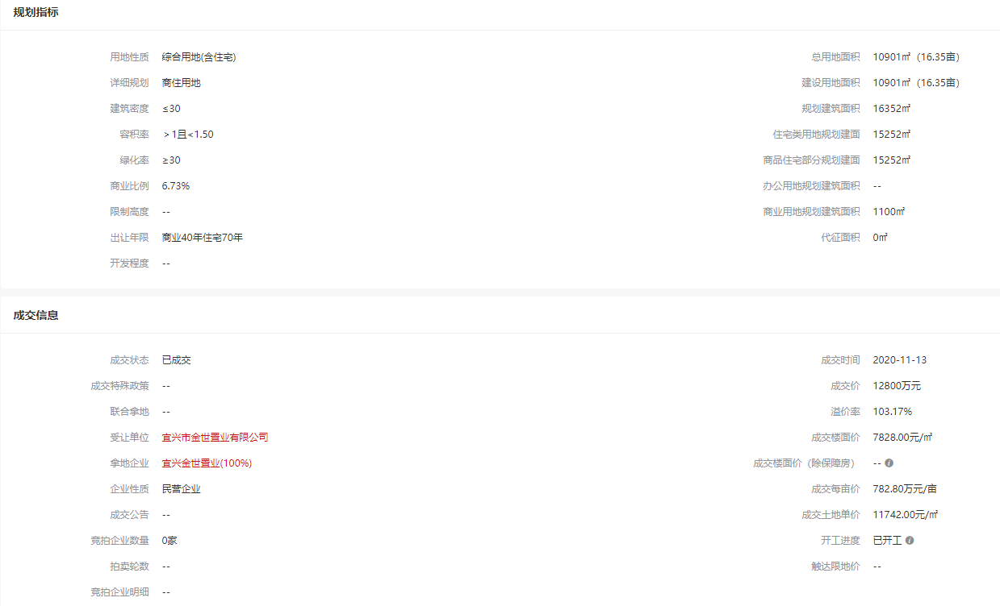 规划指标
用地性质 综合用地(含住宅) 总用地面积 10901㎡（16.35亩）
详细规划 商住用地 建设用地面积 10901㎡（16.35亩）
建筑密度 ≤30 规划建筑面积 16352㎡
容积率 ＞1且<1.50 住宅类用地规划建面 15252㎡
绿化率 ≥30 商品住宅部分规划建面 15252㎡
商业比例 6.73% 办公用地规划建筑面积 --
限制高度 -- 商业用地规划建筑面积 1100㎡
出让年限 商业40年住宅70年 代征面积 0㎡
开发程度 --
成交信息
成交状态 已成交 成交时间 2020-11-13
成交特殊政策 -- 成交价 12800万元
联合拿地 -- 溢价率 103.17%
受让单位 宜兴市金世置业有限公司 成交楼面价 7828.00元/㎡
拿地企业 宜兴金世置业(100%) 成交楼面价（除保障房） --
企业性质 民营企业 成交每亩价 782.80万元/亩
成交公告 -- 成交土地单价 11742.00元/㎡
竞拍企业数量 0家 开工进度 已开工
拍卖轮数 -- 触达限地价 --
竞拍企业明细 --